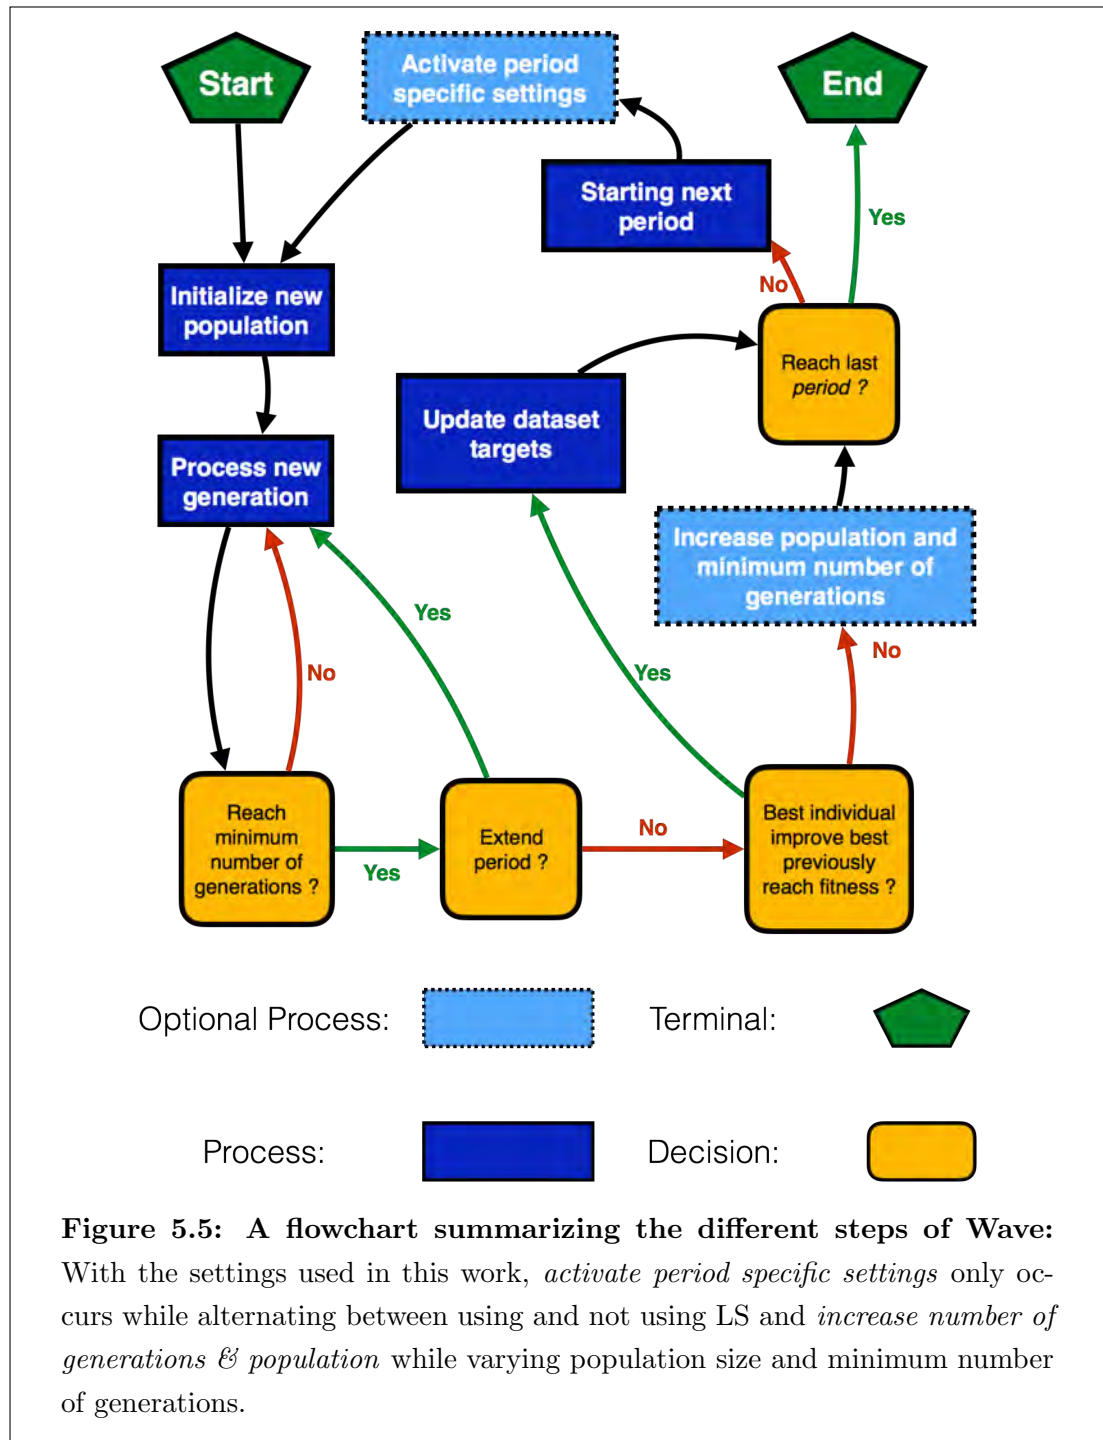 Start
Activate period
specific settings
End
Starting next
period
Yes
No
Initialize new
population
Reach last
period ?
Update dataset
targets
Process new
generation
Increase population and
minimum number of
generations
Yes
No
Yes
No
Reach
minimum
number of
generations ?
Yes
Extend
period ?
No
Best individual
improve best
previously
reach fitness ?
Optional Process:
Terminal:
Process:
Decision:
Figure 5.5: A flowchart summarizing the different steps of Wave:
With the settings used in this work, activate period specific settings only oc-
curs while alternating between using and not using LS and increase number of
generations & population while varying population size and minimum number
of generations.